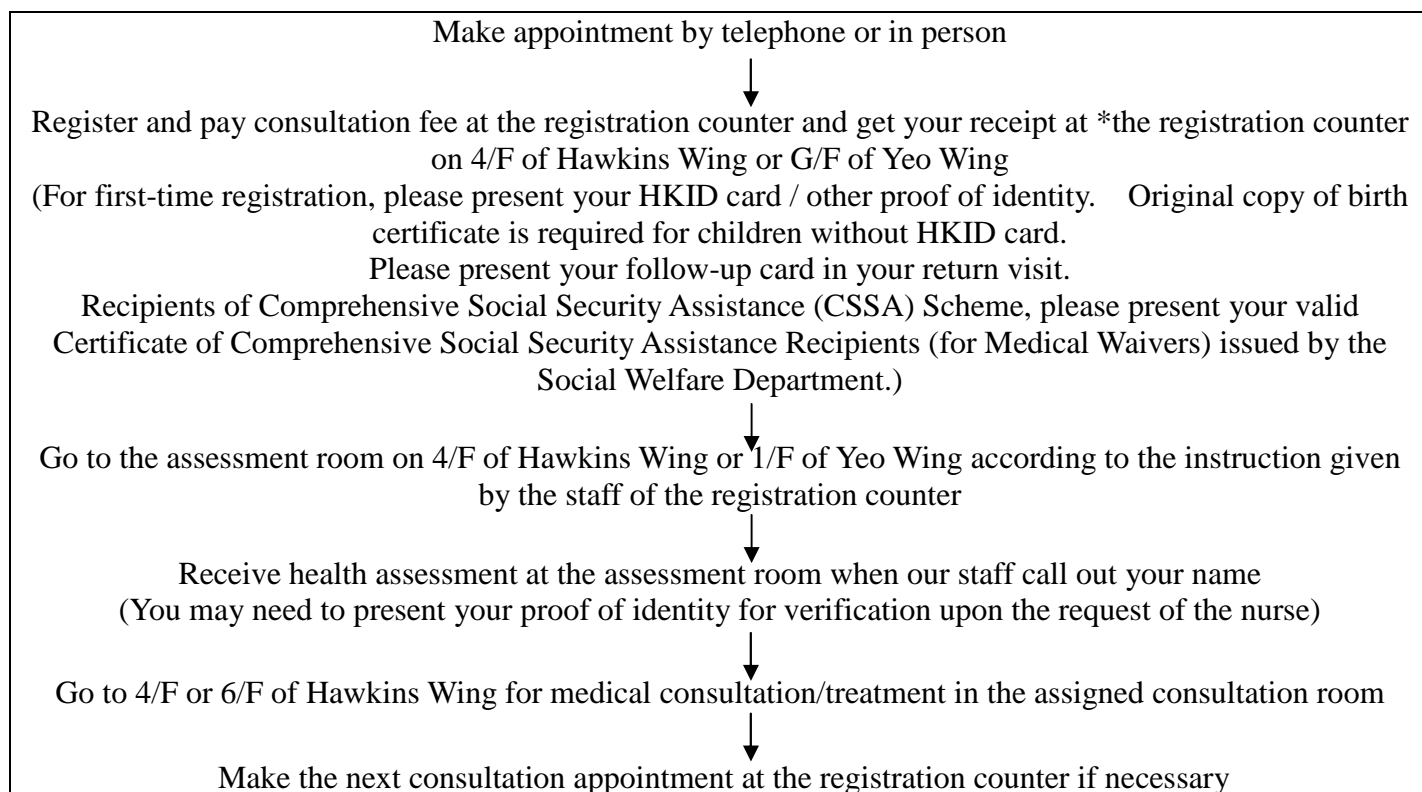 Make appointment by telephone or in person
Register and pay consultation fee at the registration counter and get your receipt at *the registration counter
on 4/F of Hawkins Wing or G/F of Yeo Wing
(For first-time registration, please present your HKID card / other proof of identity. Original copy of birth
certificate is required for children without HKID card.
Please present your follow-up card in your return visit.
Recipients of Comprehensive Social Security Assistance (CSSA) Scheme, please present your valid
Certificate of Comprehensive Social Security Assistance Recipients (for Medical Waivers) issued by the
Social Welfare Department.)
Go to the assessment room on 4/F of Hawkins Wing or 1/F of Yeo Wing according to the instruction given
by the staff of the registration counter
Receive health assessment at the assessment room when our staff call out your name
(You may need to present your proof of identity for verification upon the request of the nurse)
Go to 4/F or 6/F of Hawkins Wing for medical consultation/treatment in the assigned consultation room
Make the next consultation appointment at the registration counter if necessary